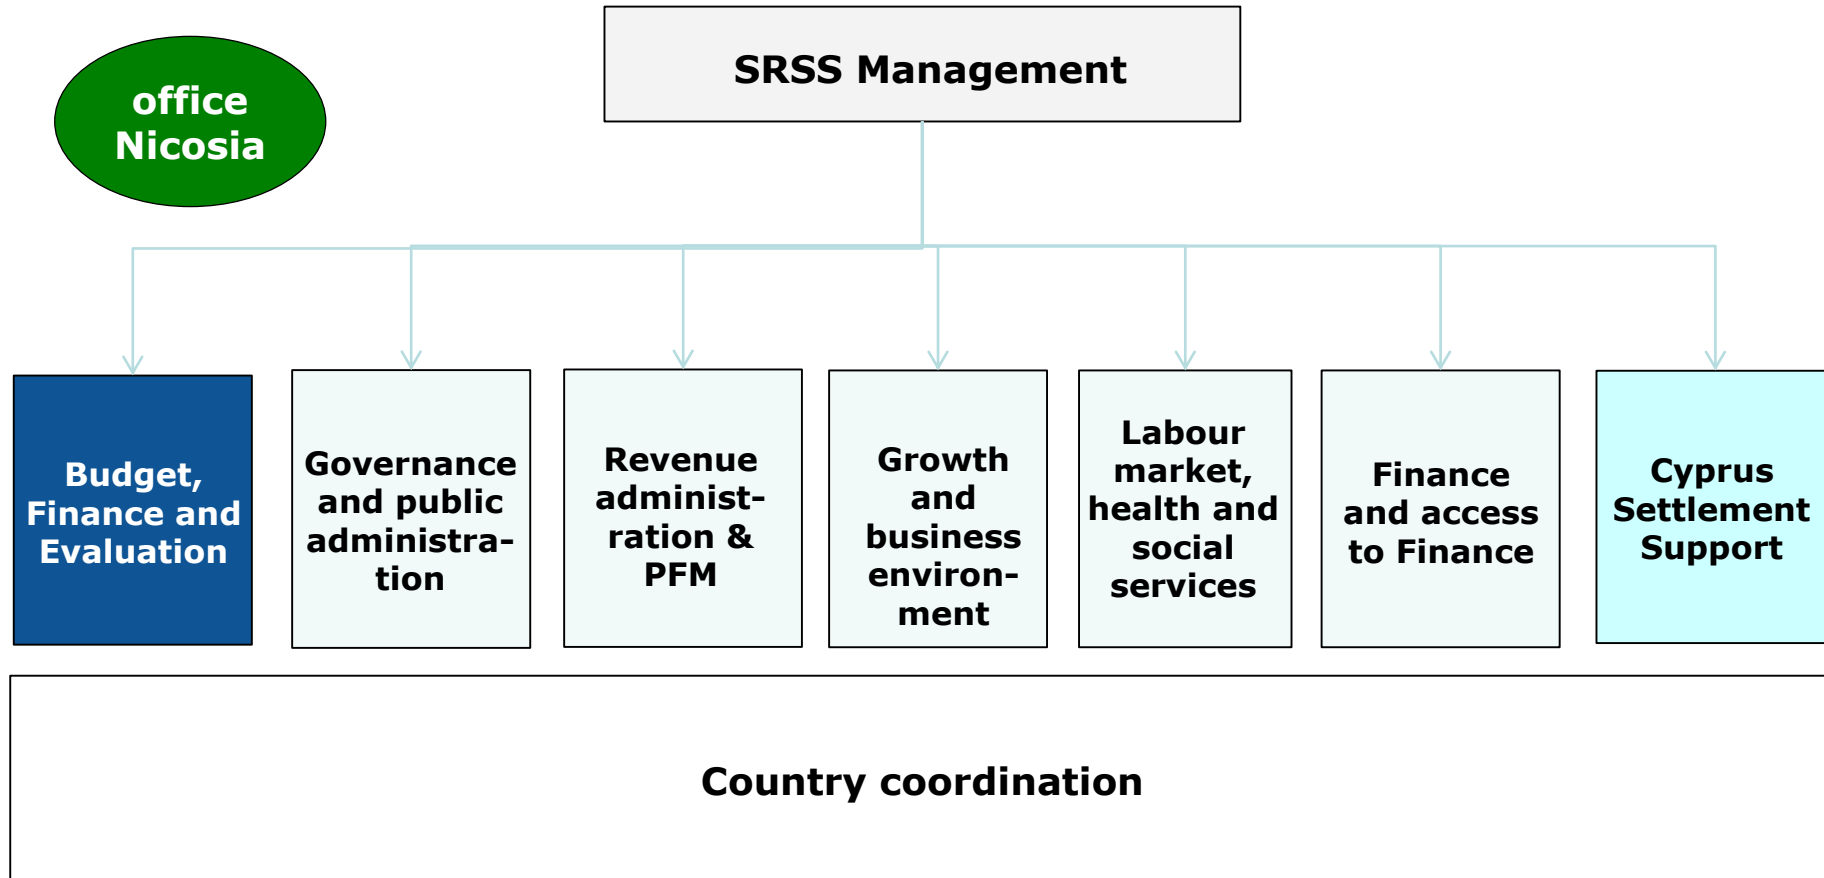 office
Nicosia
SRSS Management
Budget,
Finance and
Evaluation
Governance
and public
administra-
tion
Revenue
administ-
ration &
PFM
Growth
and
business
environ-
ment
Labour
market,
health and
social
services
Finance
and access
to Finance
Cyprus
Settlement
Support
Country coordination